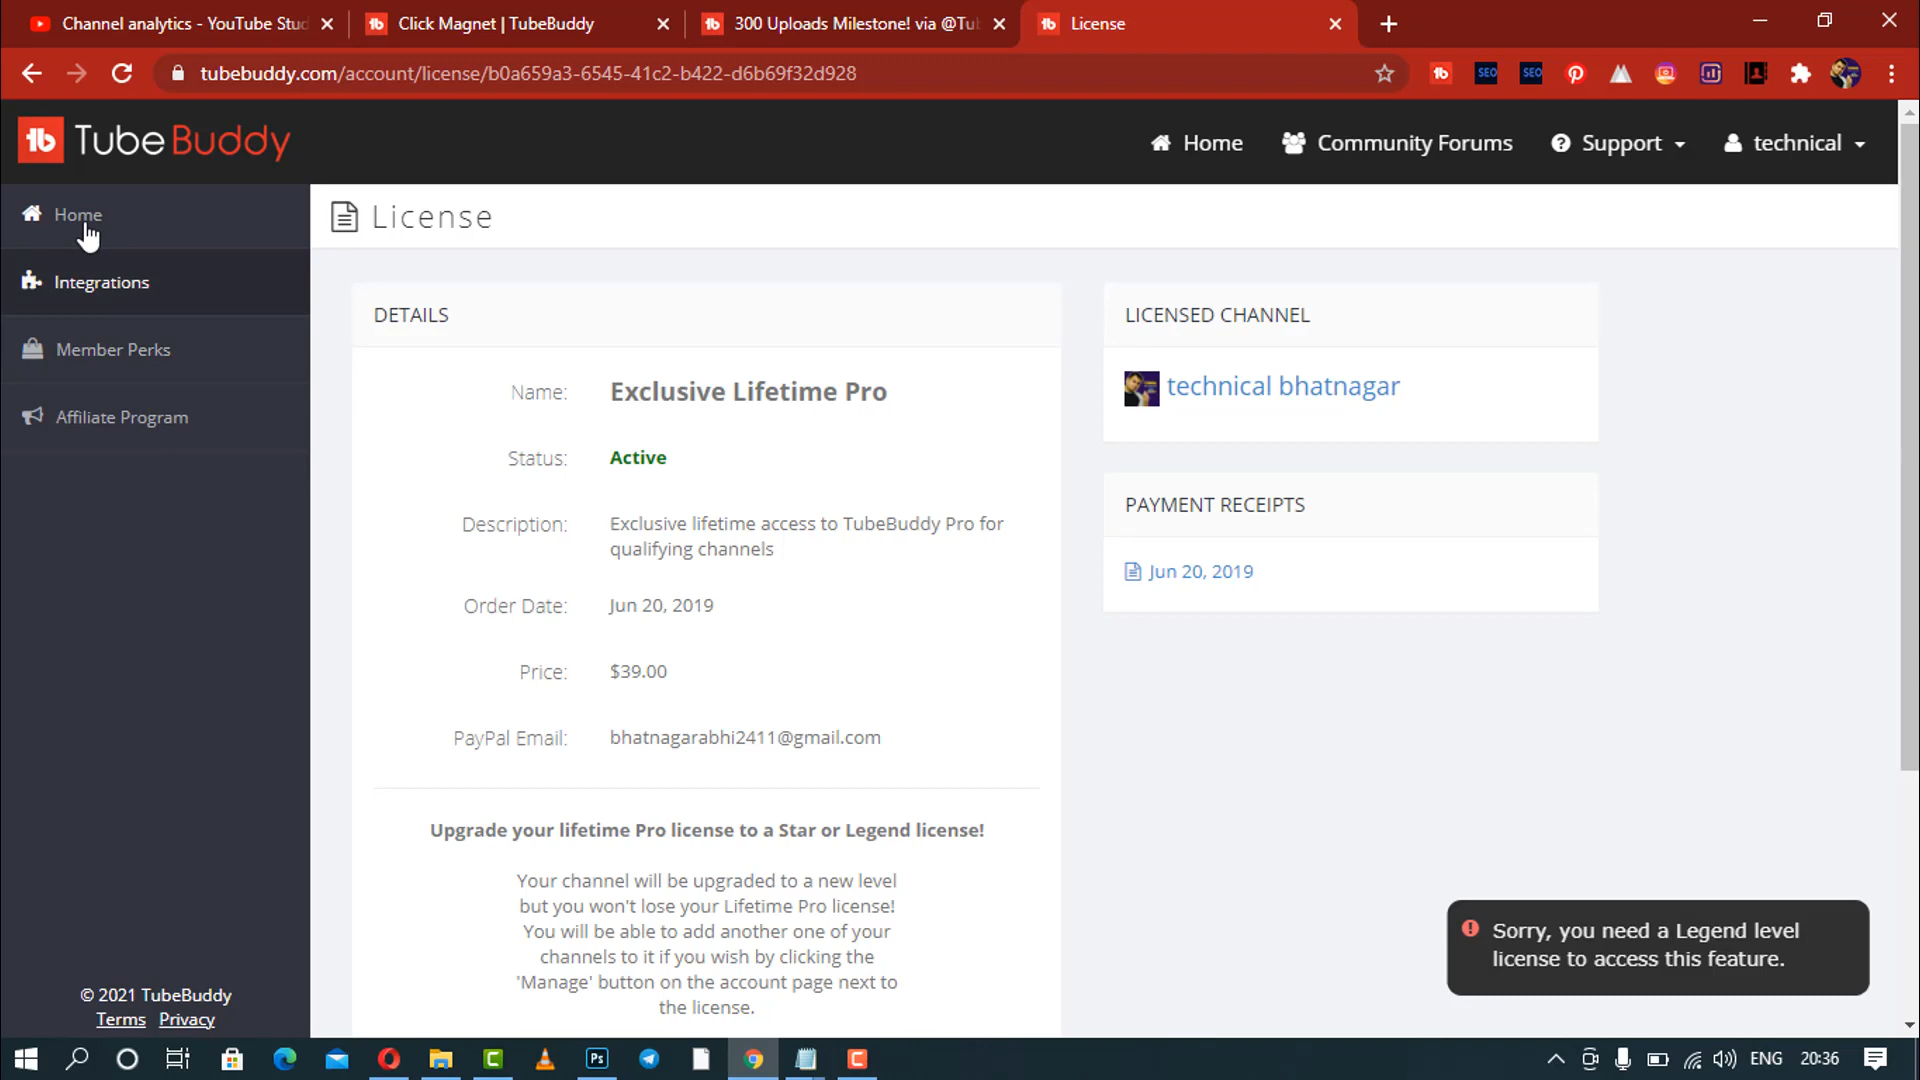 Channel analytics - YouTube Stud
Click Magnet | TubeBuddy
300 Uploads Milestone! via @Tu
License
tubebuddy.com/account/license/b0a659a3-6545-41c2-b422-d6b69f32d928
TubeBuddy
Home
Community Forums
Support
technical
Home
Integrations
Member Perks
Affiliate Program
© 2021 TubeBuddy
Terms Privacy
License
DETAILS
Name: Exclusive Lifetime Pro
Status: Active
Description: Exclusive lifetime access to TubeBuddy Pro for
qualifying channels
Order Date: Jun 20, 2019
Price: $39.00
PayPal Email: bhatnagarabhi2411@gmail.com
Upgrade your lifetime Pro license to a Star or Legend license!
Your channel will be upgraded to a new level
but you won't lose your Lifetime Pro license!
You will be able to add another one of your
channels to it if you wish by clicking the
'Manage' button on the account page next to
the license.
LICENSED CHANNEL
technical bhatnagar
PAYMENT RECEIPTS
Jun 20, 2019
Sorry, you need a Legend level
license to access this feature.
ENG
20:36